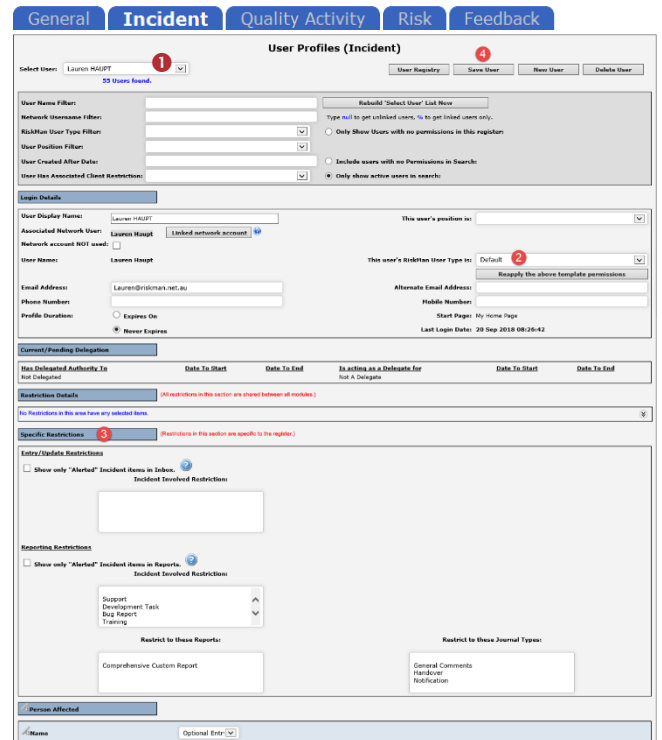 General Incident Quality Activity Risk Feedback
User Profiles (Incident)
4
Select User: Lauren HAUPT 1
User Registry Save User New User Delete User
55 Users found.
User Name Filter: Rebuild 'Select User' List Now
Network Username Filter: Type null to get unlinked users, % to get linked users only.
RiskMan User Type Filter: Only Show Users with no permissions in this register:
User Position Filter:
User Created After Date: Include users with no Permissions in Search:
User Has Associated Client Restriction: Only show active users in search:
Login Details
User Display Name: Lauren HAUPT This user's position is:
Associated Network User: Lauren Haupt Linked network account
Network account NOT used:
User Name: Lauren Haupt This user's RiskMan User Type is: Default 2
Reapply the above template permissions
Email Address: Lauren@riskman.net.au Alternate Email Address:
Phone Number: Mobile Number:
Profile Duration: Expires On Start Page: My Home Page
Never Expires Last Login Date: 20 Sep 2018 08:26:42
Current/Pending Delegation
Has Delegated Authority To Date To Start Date To End Is acting as a Delegate for Date To Start Date To End
Not Delegated Not A Delegate
Restriction Details (All restrictions in this section are shared between all modules.)
No Restrictions in this area have any selected items.
Specific Restrictions 3 (Restrictions in this section are specific to the register.)
Entry/Update Restrictions
Show only "Alerted" Incident items in Inbox. ?
Incident Involved Restriction:
Reporting Restrictions
Show only "Alerted" Incident items in Reports. ?
Incident Involved Restriction:
Support
Development Task
Bug Report
Training
Restrict to these Reports: Restrict to these Journal Types:
Comprehensive Custom Report General Comments
Handover
Notification
Person Affected
Name Optional Entr